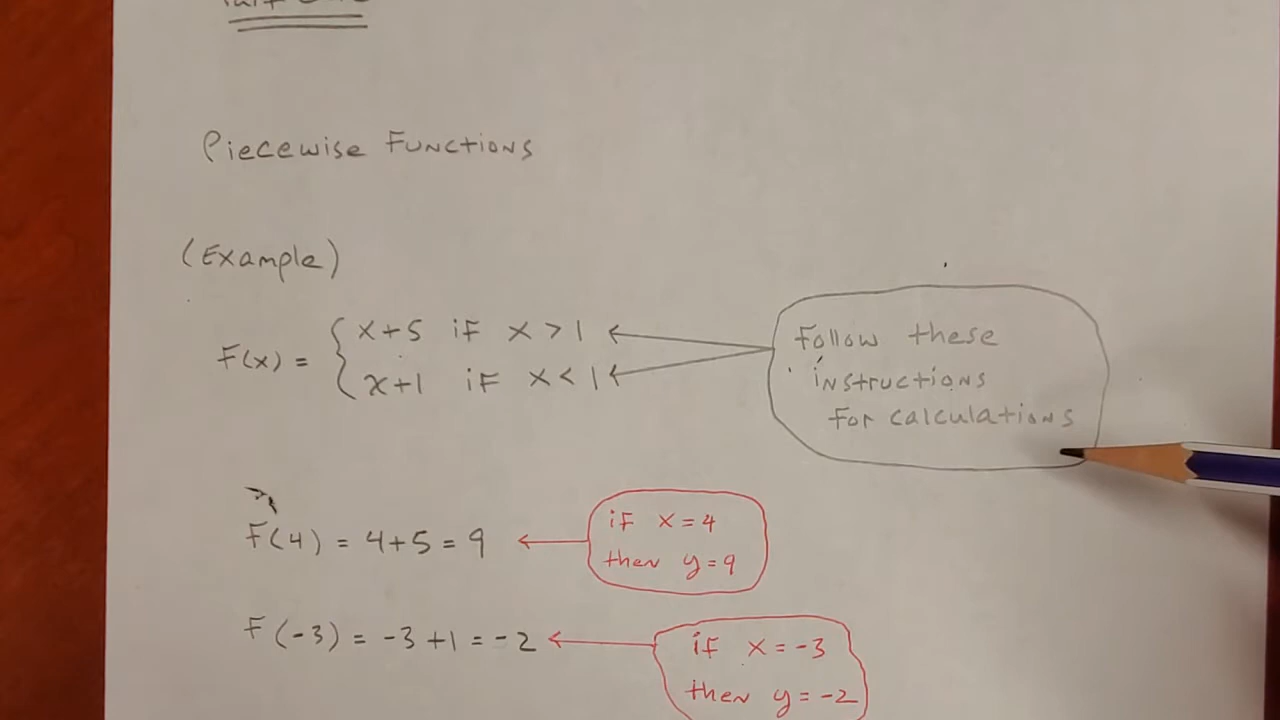 Piecewise Functions
(Example)
F(x) = { x+5 if x > 1
x+1 if x < 1
Follow these
instructions
for calculations
F(4) = 4+5 = 9
if x = 4
then y = 9
F(-3) = -3 +1 = -2
if x = -3
then y = -2